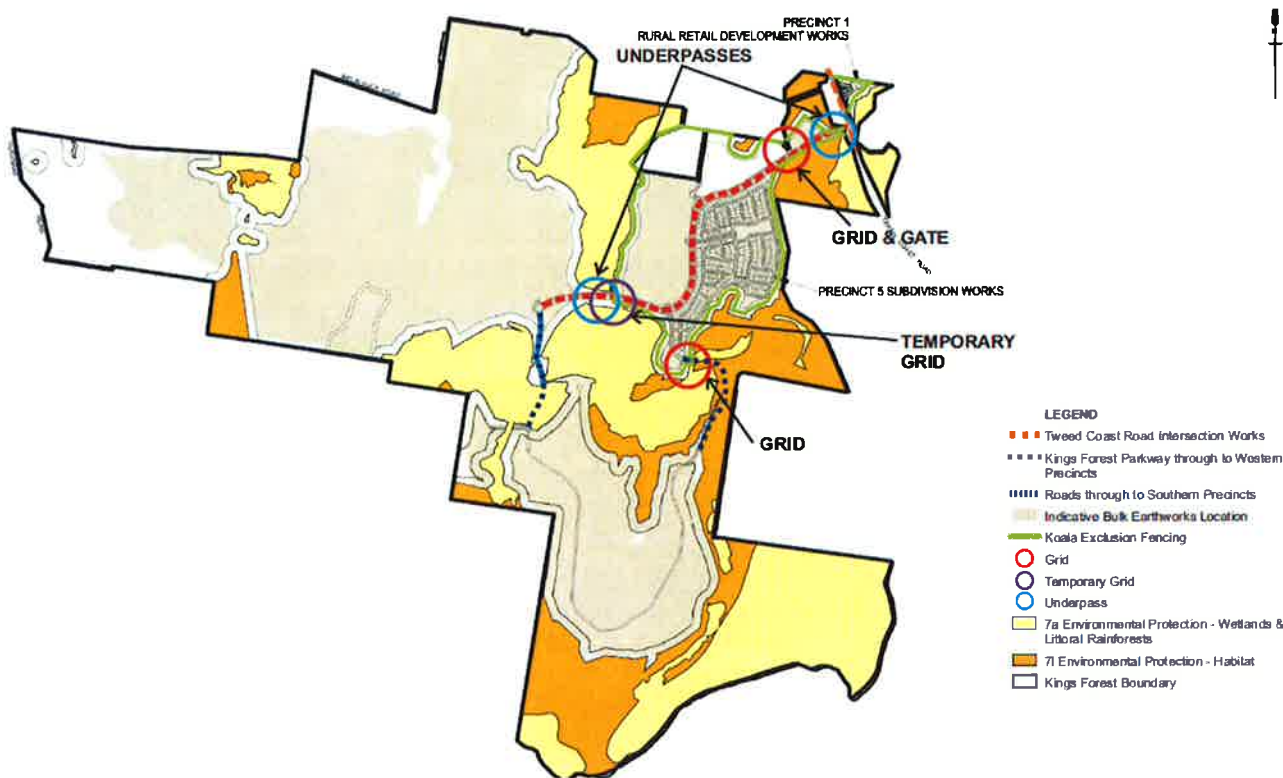 PRECINCT 1
RURAL RETAIL DEVELOPMENT WORKS
UNDERPASSES
GRID & GATE
PRECINCT 5 SUBDIVISION WORKS
TEMPORARY
GRID
GRID
LEGEND
Tweed Coast Road Intersection Works
Kings Forest Parkway through to Western
Precincts
Roads through to Southern Precincts
Indicative Bulk Earthworks Location
Koala Exclusion Fencing
Grid
Temporary Grid
Underpass
7a Environmental Protection - Wetlands &
Littoral Rainforests
7l Environmental Protection - Habitat
Kings Forest Boundary